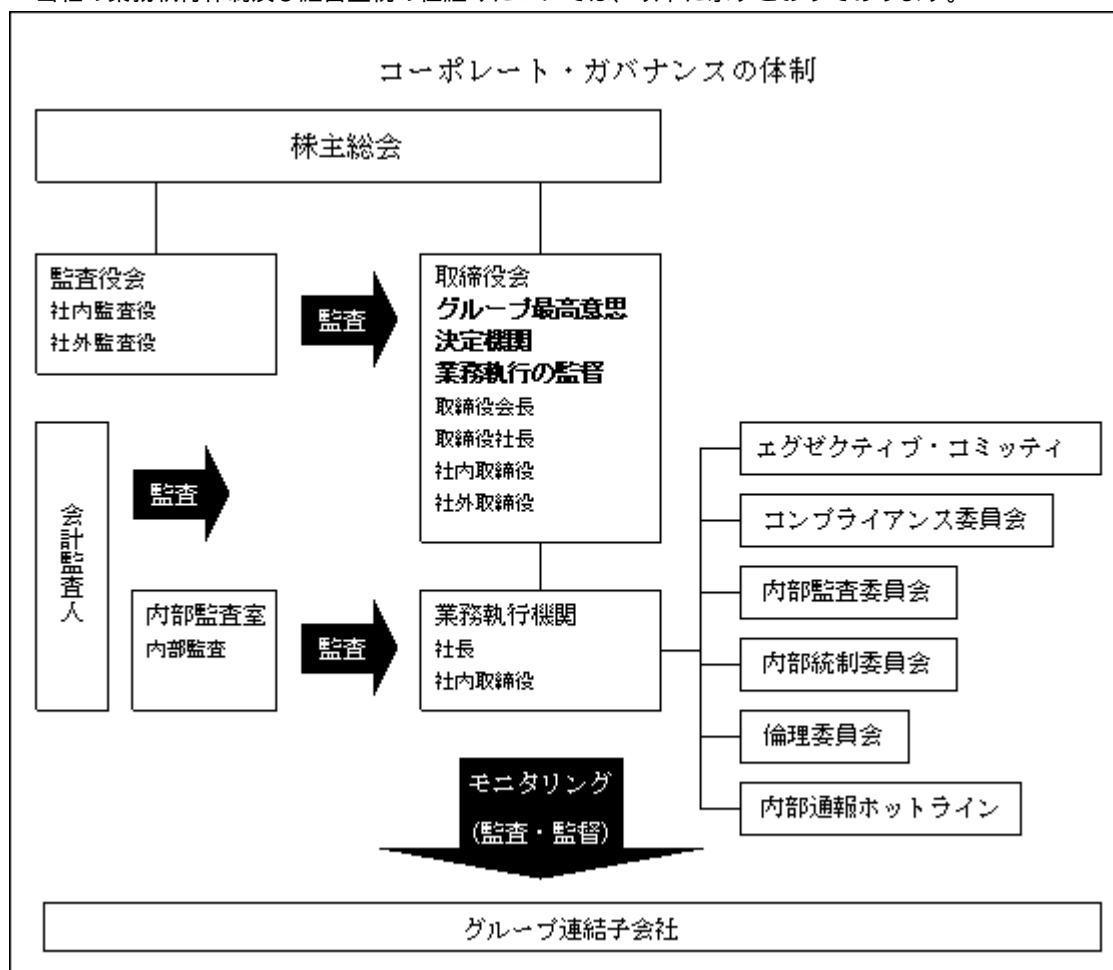 コーポレート・ガバナンスの体制
株主総会
監査役会
社内監査役
社外監査役
監査
取締役会
グループ最高意思
決定機関
業務執行の監督
取締役会長
取締役社長
社内取締役
社外取締役
会計監査人
監査
内部監査室
内部監査
監査
業務執行機関
社長
社内取締役
エグゼクティブ・コミッティ
コンプライアンス委員会
内部監査委員会
内部統制委員会
倫理委員会
内部通報ホットライン
モニタリング
(監査・監督)
グループ連結子会社